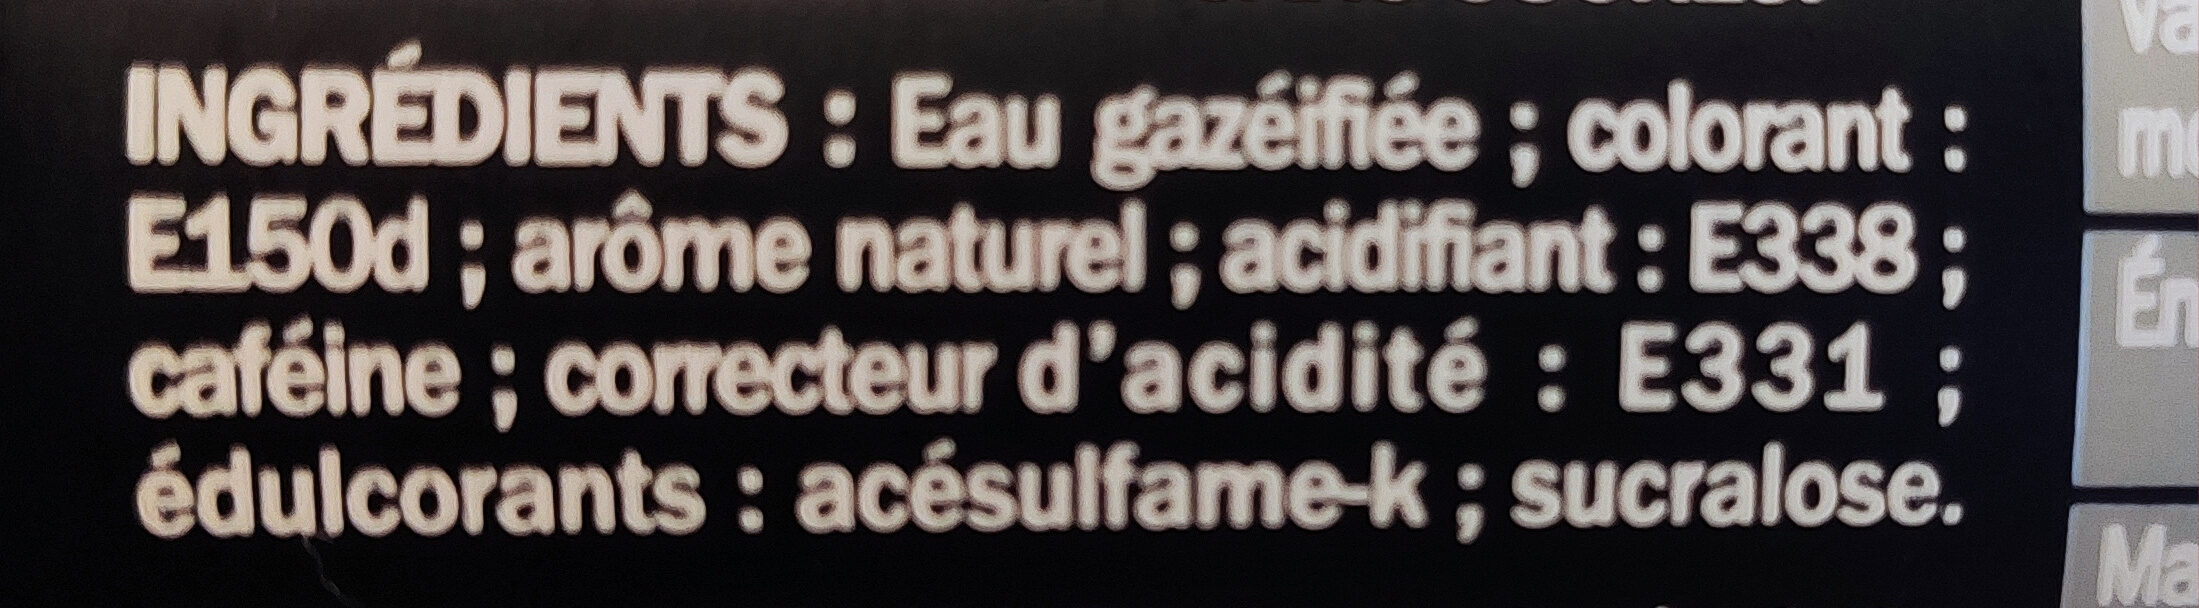 INGRÉDIENTS : Eau gazéifiée ; colorant :
E150d ; arôme naturel ; acidifiant : E338 ;
caféine ; correcteur d'acidité : E331 ;
édulcorants : acésulfame-k ; sucralose.